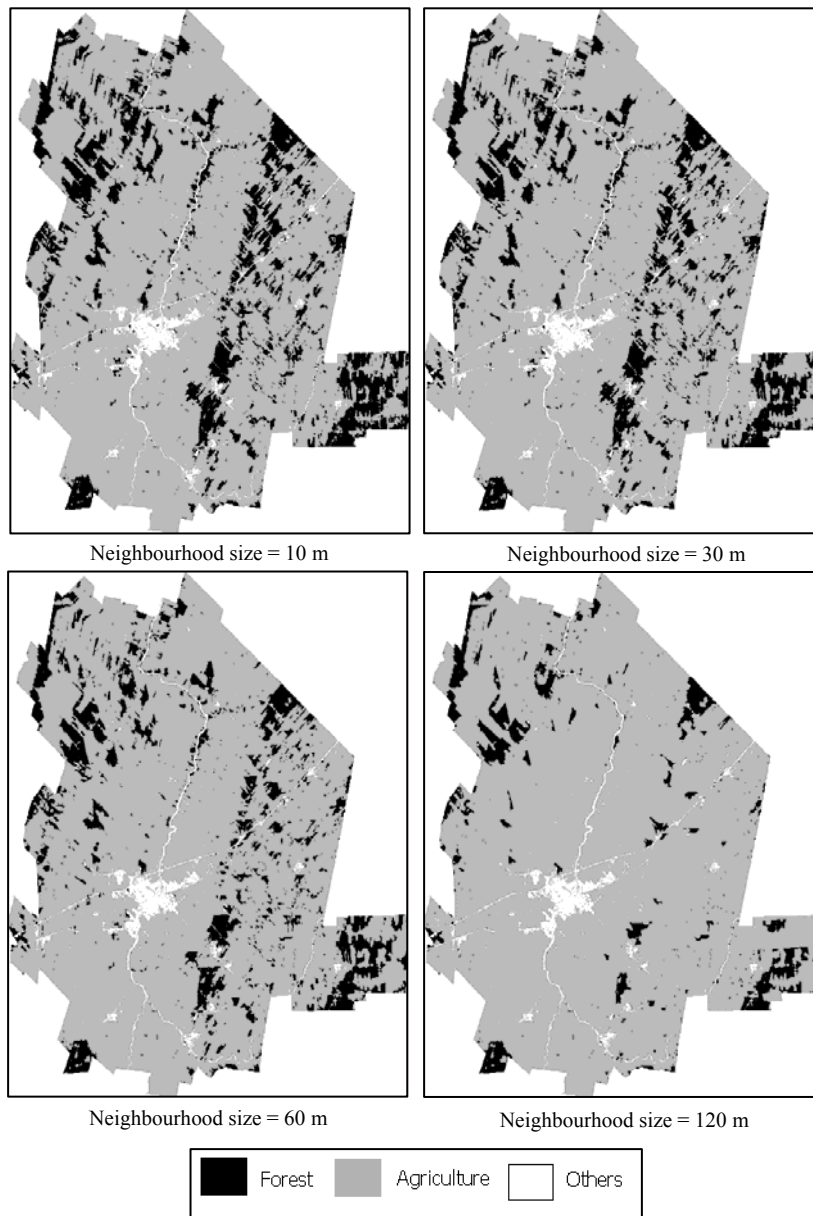 Neighbourhood size = 10 m
Neighbourhood size = 30 m
Neighbourhood size = 60 m
Neighbourhood size = 120 m
Forest
Agriculture
Others